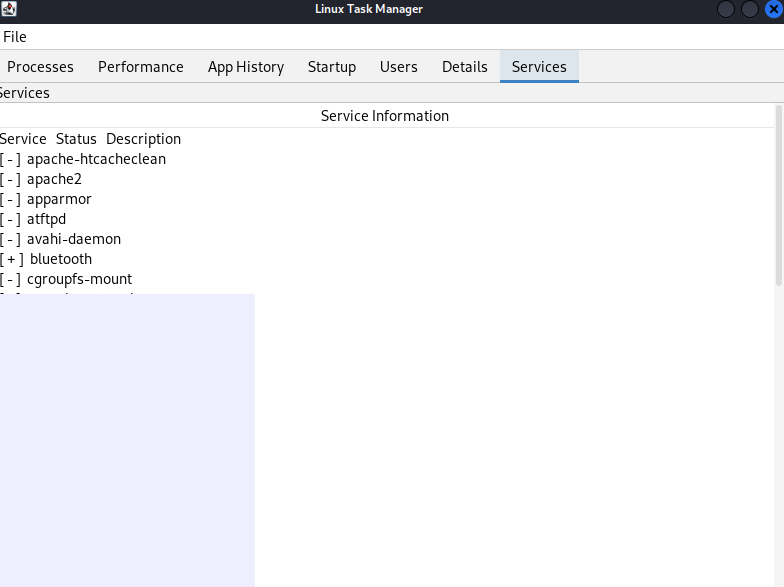 Linux Task Manager
File
Processes Performance App History Startup Users Details Services
Services
Service Information
Service Status Description
[ - ] apache-htcacheclean
[ - ] apache2
[ - ] apparmor
[ - ] atftpd
[ - ] avahi-daemon
[ + ] bluetooth
[ - ] cgroupfs-mount